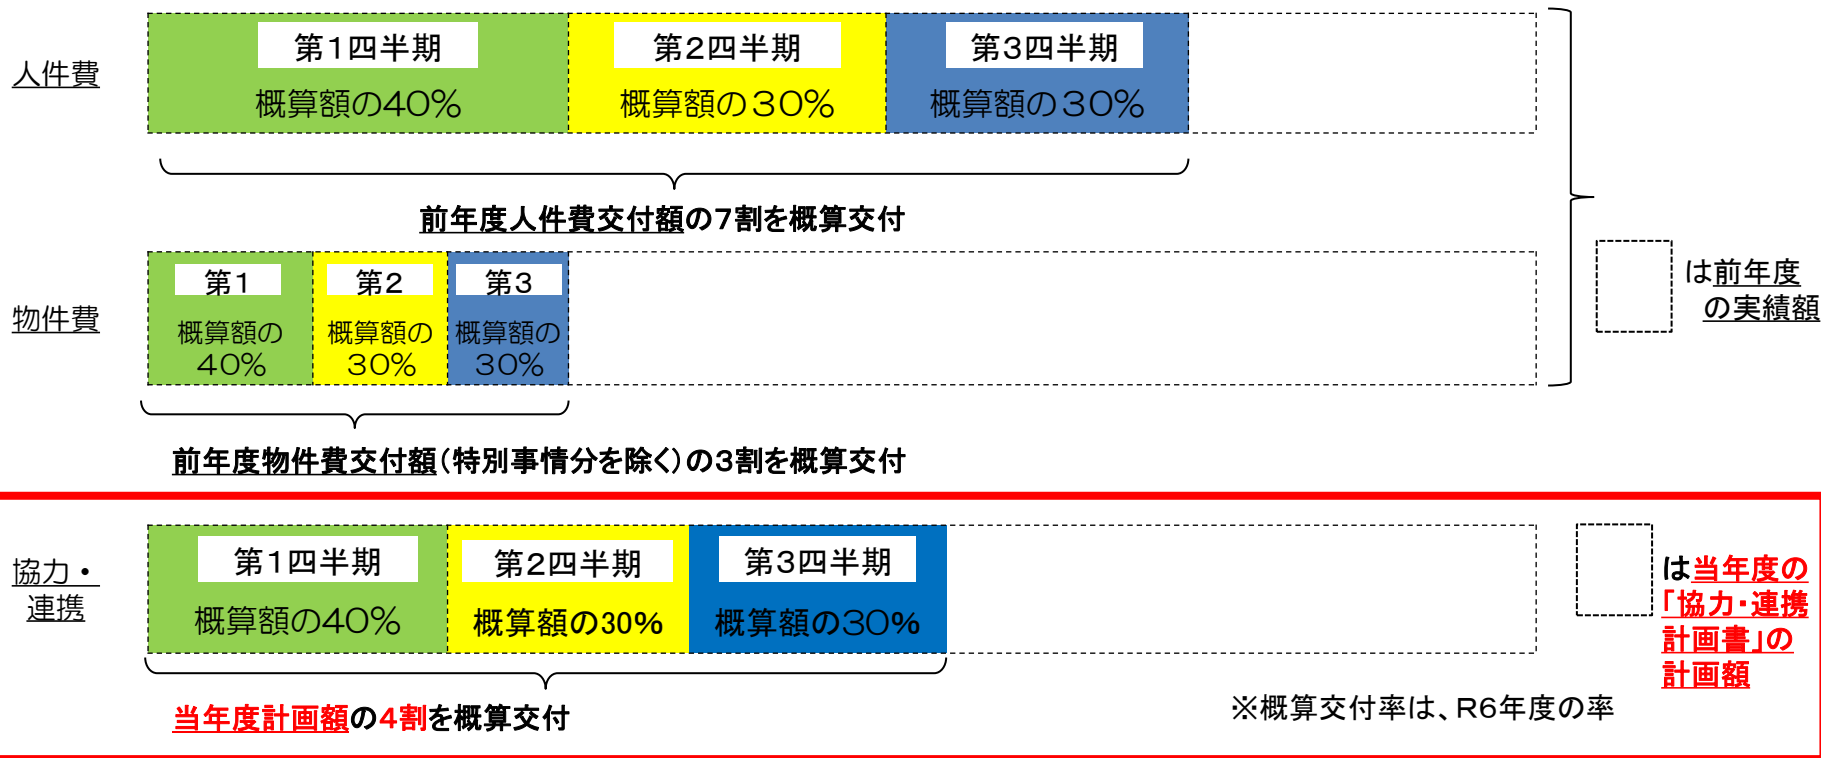 人件費
第1四半期
第2四半期
第3四半期
概算額の40%
概算額の30%
概算額の30%
前年度人件費交付額の7割を概算交付
物件費
第1
第2
第3
概算額の
40%
概算額の
30%
概算額の
30%
は前年度
の実績額
前年度物件費交付額(特別事情分を除く)の3割を概算交付
協力・
連携
第1四半期
第2四半期
第3四半期
概算額の40%
概算額の30%
概算額の30%
は当年度の
「協力・連携
計画書」の
計画額
当年度計画額の4割を概算交付
※概算交付率は、R6年度の率